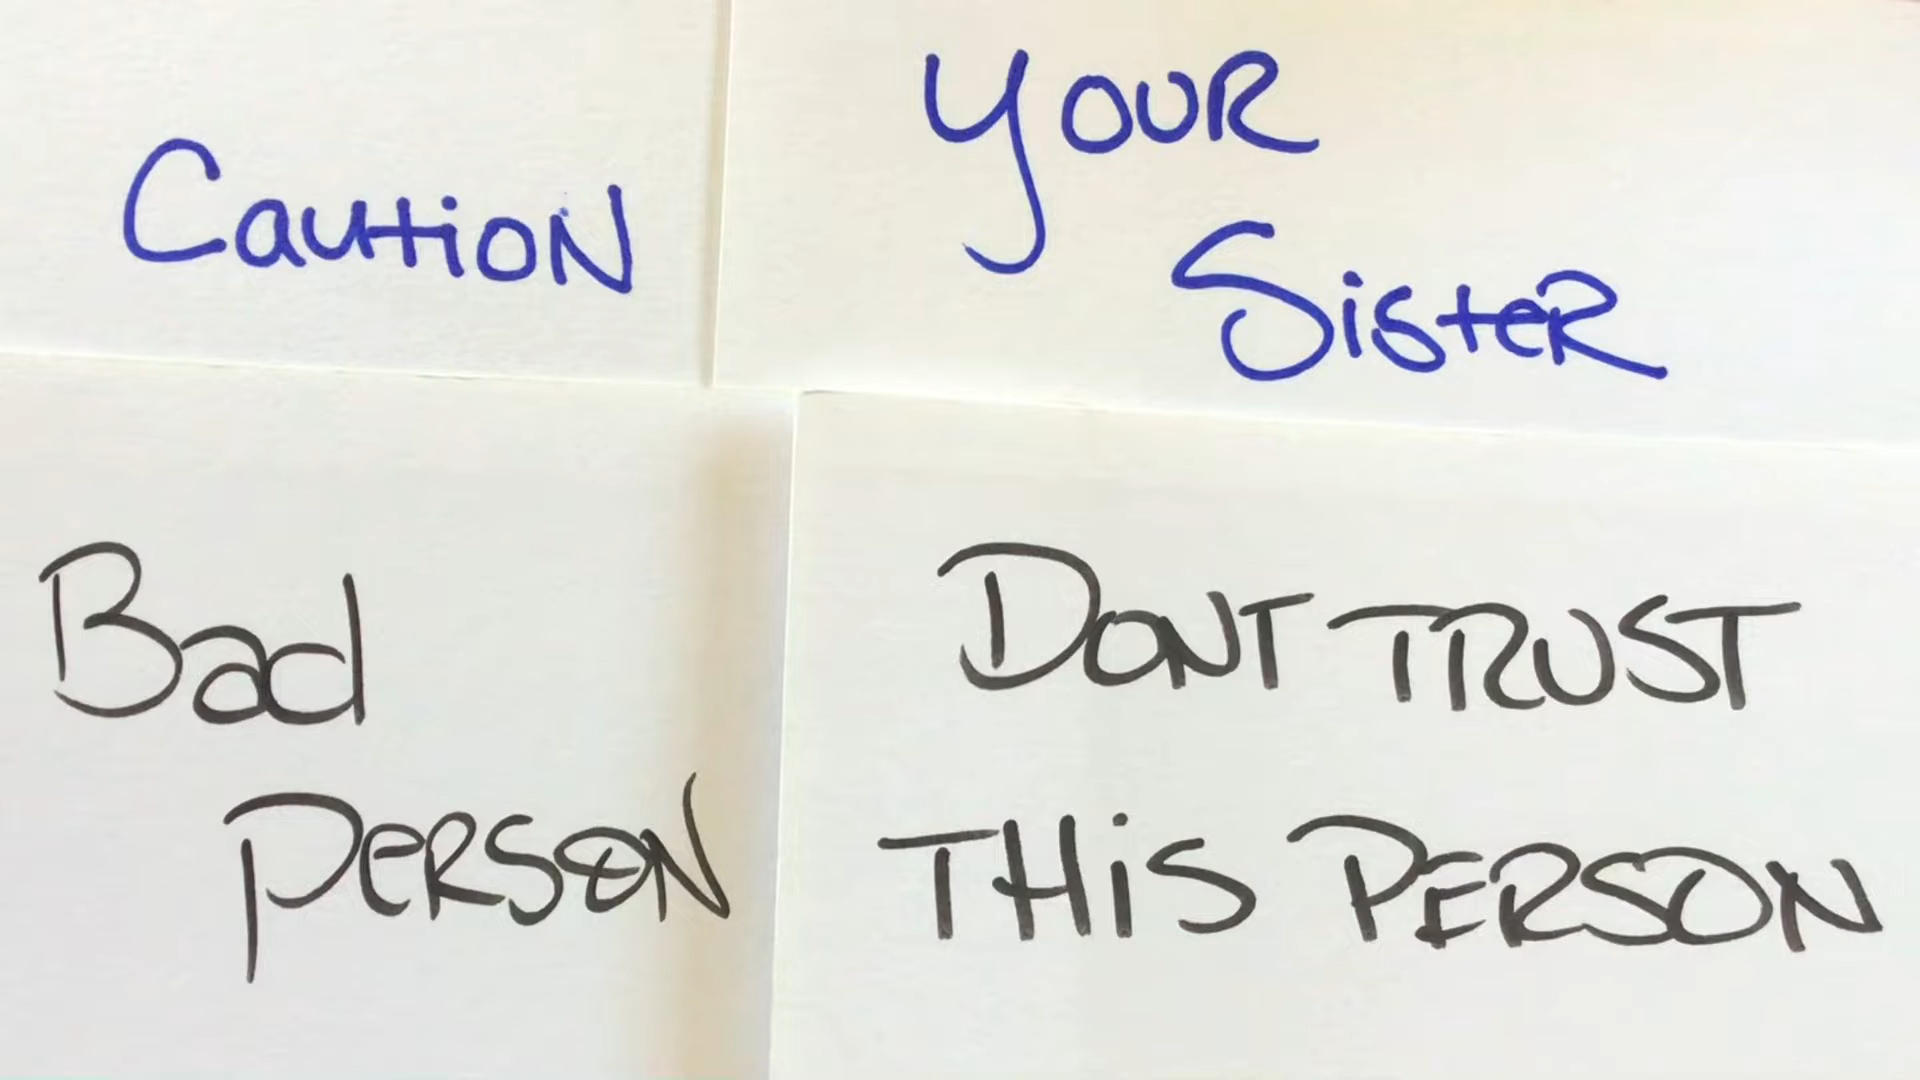 Caution
Your
Sister
Bad
Person
DONT TRUST
THiS PERSON